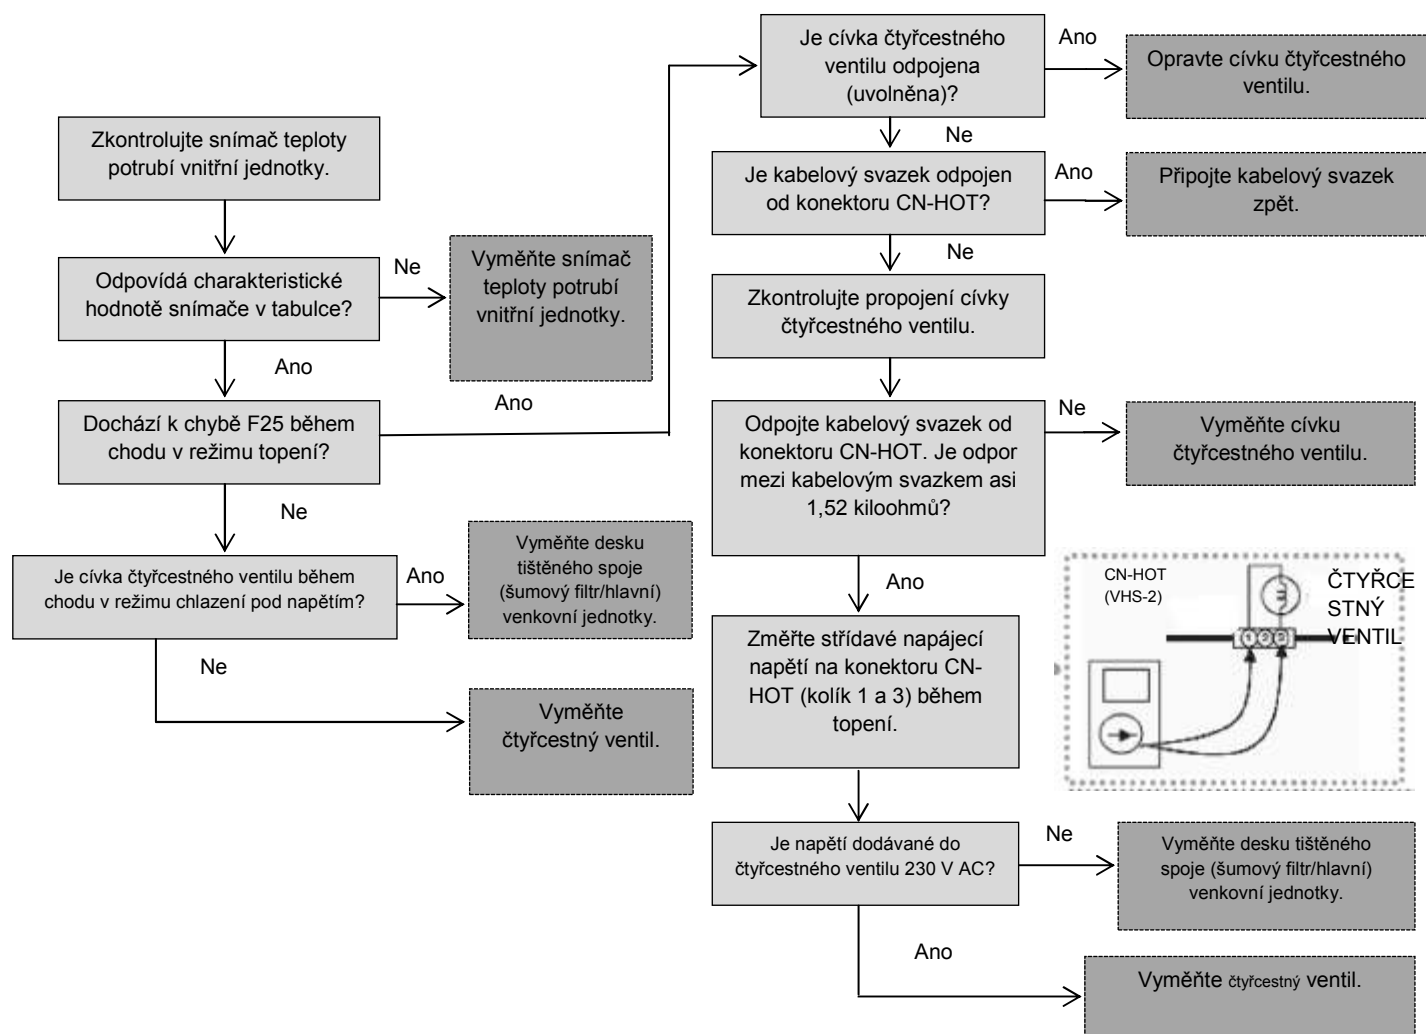 Zkontrolujte snímač teploty
potrubí vnitřní jednotky.
Odpovídá charakteristické
hodnotě snímače v tabulce?
Ne
Vyměňte snímač
teploty potrubí
vnitřní jednotky.
Ano
Dochází k chybě F25 během
chodu v režimu topení?
Ano
Ne
Je cívka čtyřcestného ventilu během
chodu v režimu chlazení pod napětím?
Ano
Vyměňte desku
tištěného spoje
(šumový filtr/hlavní)
venkovní jednotky.
Ne
Vyměňte
čtyřcestný ventil.
Je cívka čtyřcestného
ventilu odpojena
(uvolněna)?
Ano
Opravte cívku čtyřcestného
ventilu.
Ne
Je kabelový svazek odpojen
od konektoru CN-HOT?
Ano
Připojte kabelový svazek
zpět.
Ne
Zkontrolujte propojení cívky
čtyřcestného ventilu.
Odpojte kabelový svazek od
konektoru CN-HOT. Je odpor
mezi kabelovým svazkem asi
1,52 kiloohmů?
Ne
Vyměňte cívku
čtyřcestného ventilu.
Ano
CN-HOT
(VHS-2)
ČTYŘCE
STNÝ
VENTIL
1 2 3
Změřte střídavé napájecí
napětí na konektoru CN-
HOT (kolík 1 a 3) během
topení.
Je napětí dodávané do
čtyřcestného ventilu 230 V AC?
Ne
Vyměňte desku tištěného
spoje (šumový filtr/hlavní)
venkovní jednotky.
Ano
Vyměňte čtyřcestný ventil.